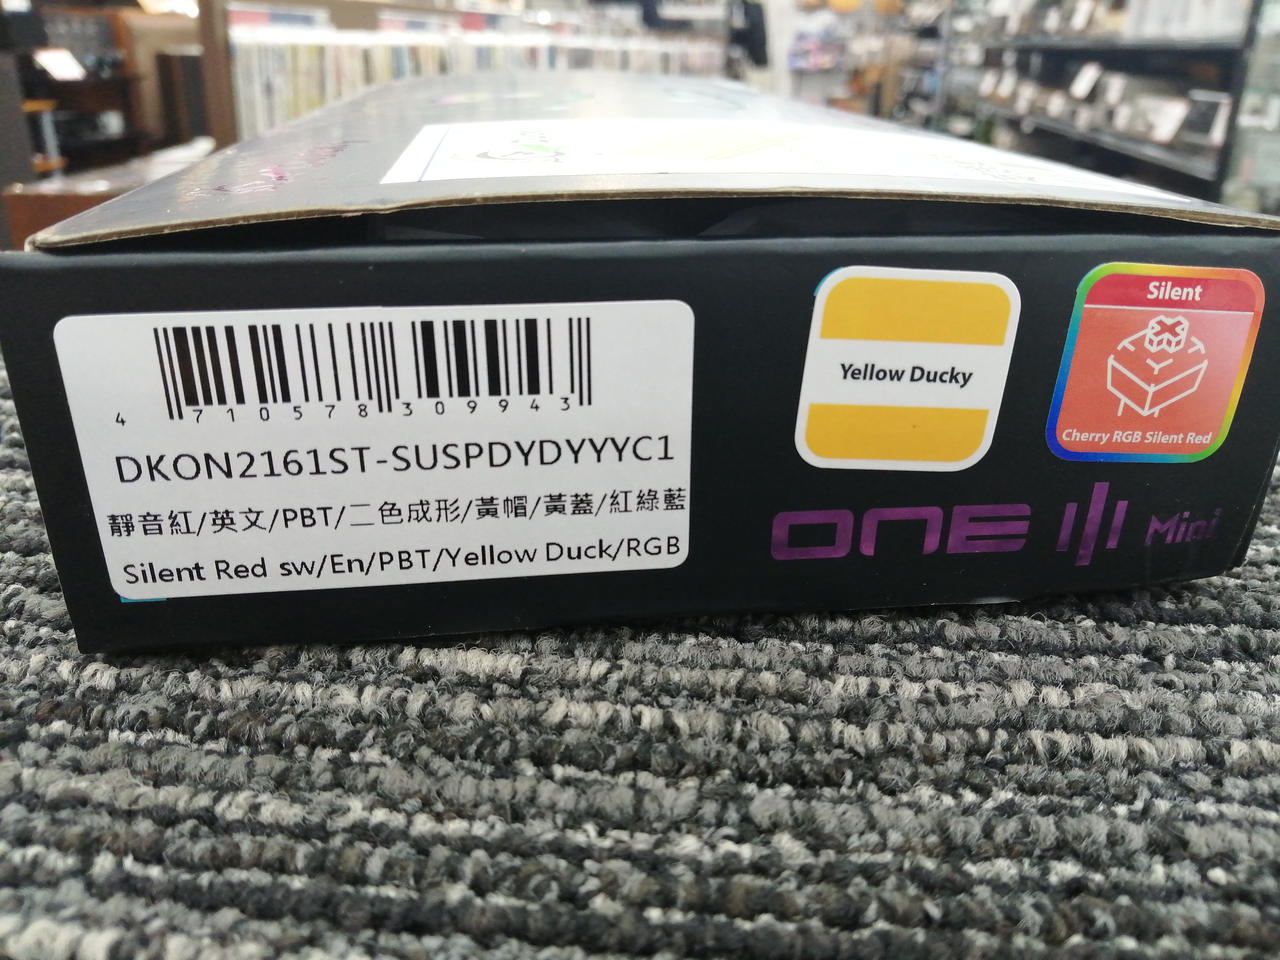 4 710578 309943
DKON2161ST-SUSPDYDYYYC1
靜音紅/英文/PBT/二色成形/黃帽/黃蓋/紅綠藍
Silent Red sw/En/PBT/Yellow Duck/RGB
Yellow Ducky
Silent
Cherry RGB Silent Red
ONE Mini